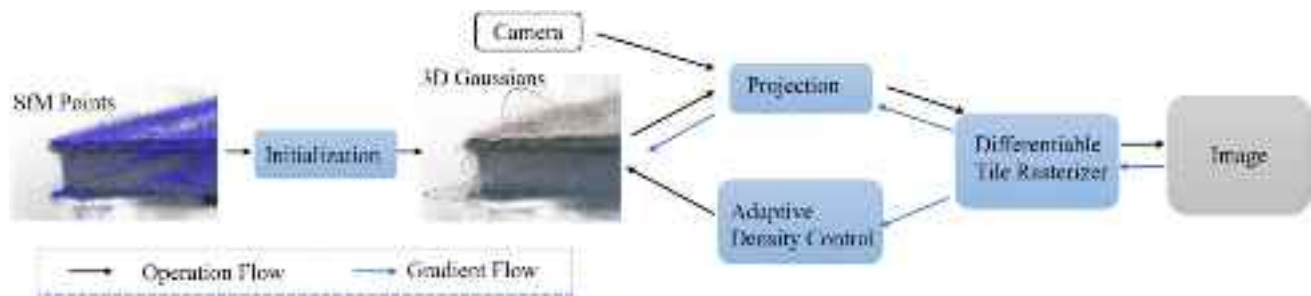 Camera
SfM Points
3D Gaussians
Projection
Initialization
Differentiable
Tile Rasterizer
Image
Adaptive
Density Control
Operation Flow
Gradient Flow